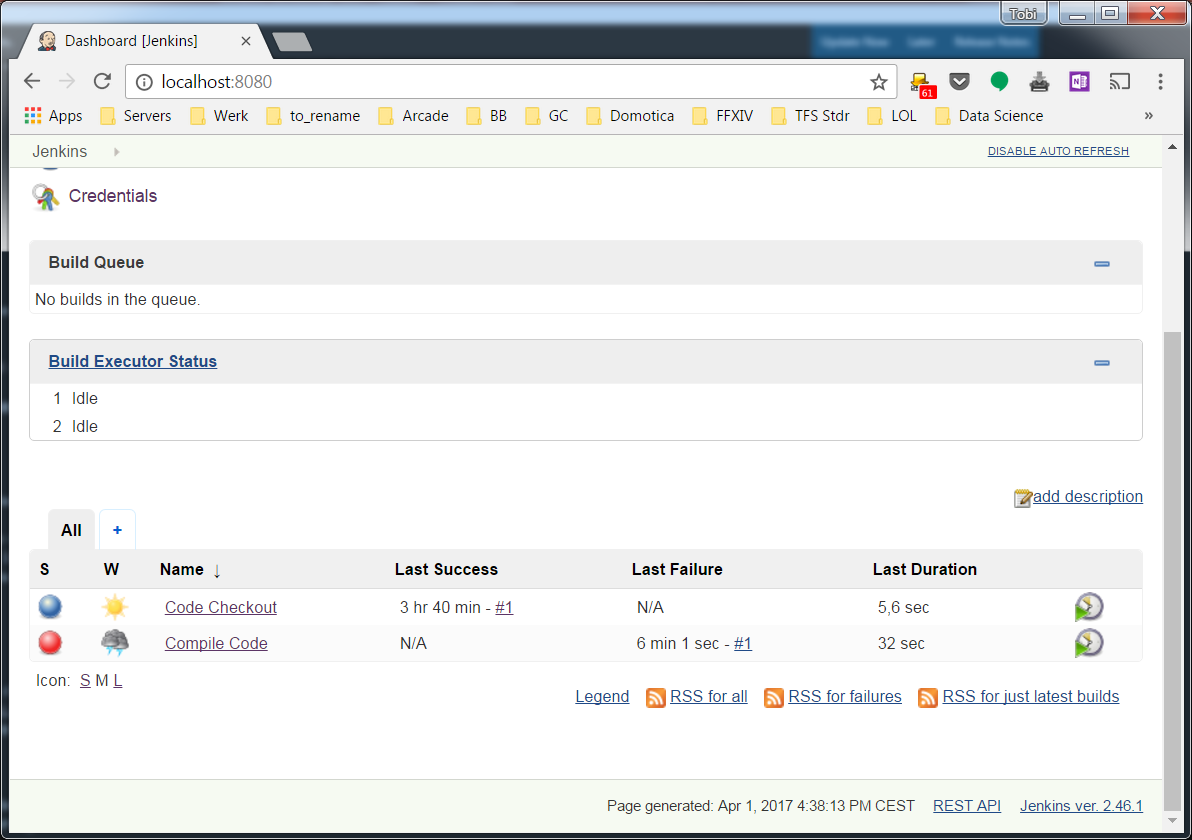 Tobi
Dashboard [Jenkins]
Update Now Later Release Notes
localhost:8080
61
N
Apps Servers Werk to_rename Arcade BB GC Domotica FFXIV TFS Stdr LOL Data Science »
Jenkins DISABLE AUTO REFRESH
Credentials
Build Queue
No builds in the queue.
Build Executor Status
1 Idle
2 Idle
add description
All +
S W Name ↓ Last Success Last Failure Last Duration
Code Checkout 3 hr 40 min - #1 N/A 5,6 sec
Compile Code N/A 6 min 1 sec - #1 32 sec
Icon: S M L
Legend RSS for all RSS for failures RSS for just latest builds
Page generated: Apr 1, 2017 4:38:13 PM CEST REST API Jenkins ver. 2.46.1